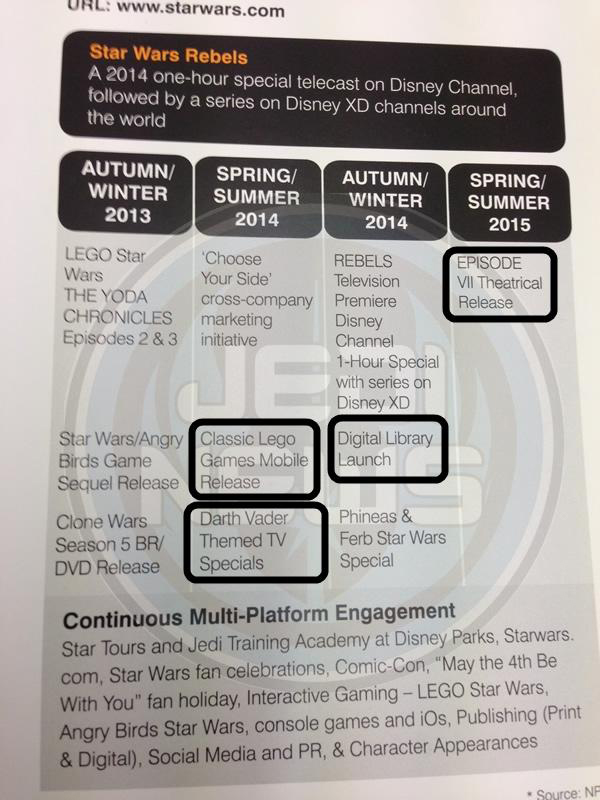 URL: www.starwars.com
Star Wars Rebels
A 2014 one-hour special telecast on Disney Channel,
followed by a series on Disney XD channels around
the world
AUTUMN/
WINTER
2013
SPRING/
SUMMER
2014
AUTUMN/
WINTER
2014
SPRING/
SUMMER
2015
LEGO Star
Wars
THE YODA
CHRONICLES
Episodes 2 & 3
'Choose
Your Side'
cross-company
marketing
initiative
REBELS
Television
Premiere
Disney
Channel
1-Hour Special
with series on
Disney XD
EPISODE
VII Theatrical
Release
JEDI
NEWS
Star Wars/Angry
Birds Game
Sequel Release
Classic Lego
Games Mobile
Release
Digital Library
Launch
Clone Wars
Season 5 BR/
DVD Release
Darth Vader
Themed TV
Specials
Phineas &
Ferb Star Wars
Special
Continuous Multi-Platform Engagement
Star Tours and Jedi Training Academy at Disney Parks, Starwars.
com, Star Wars fan celebrations, Comic-Con, "May the 4th Be
With You" fan holiday, Interactive Gaming – LEGO Star Wars,
Angry Birds Star Wars, console games and iOs, Publishing (Print
& Digital), Social Media and PR, & Character Appearances
* Source: